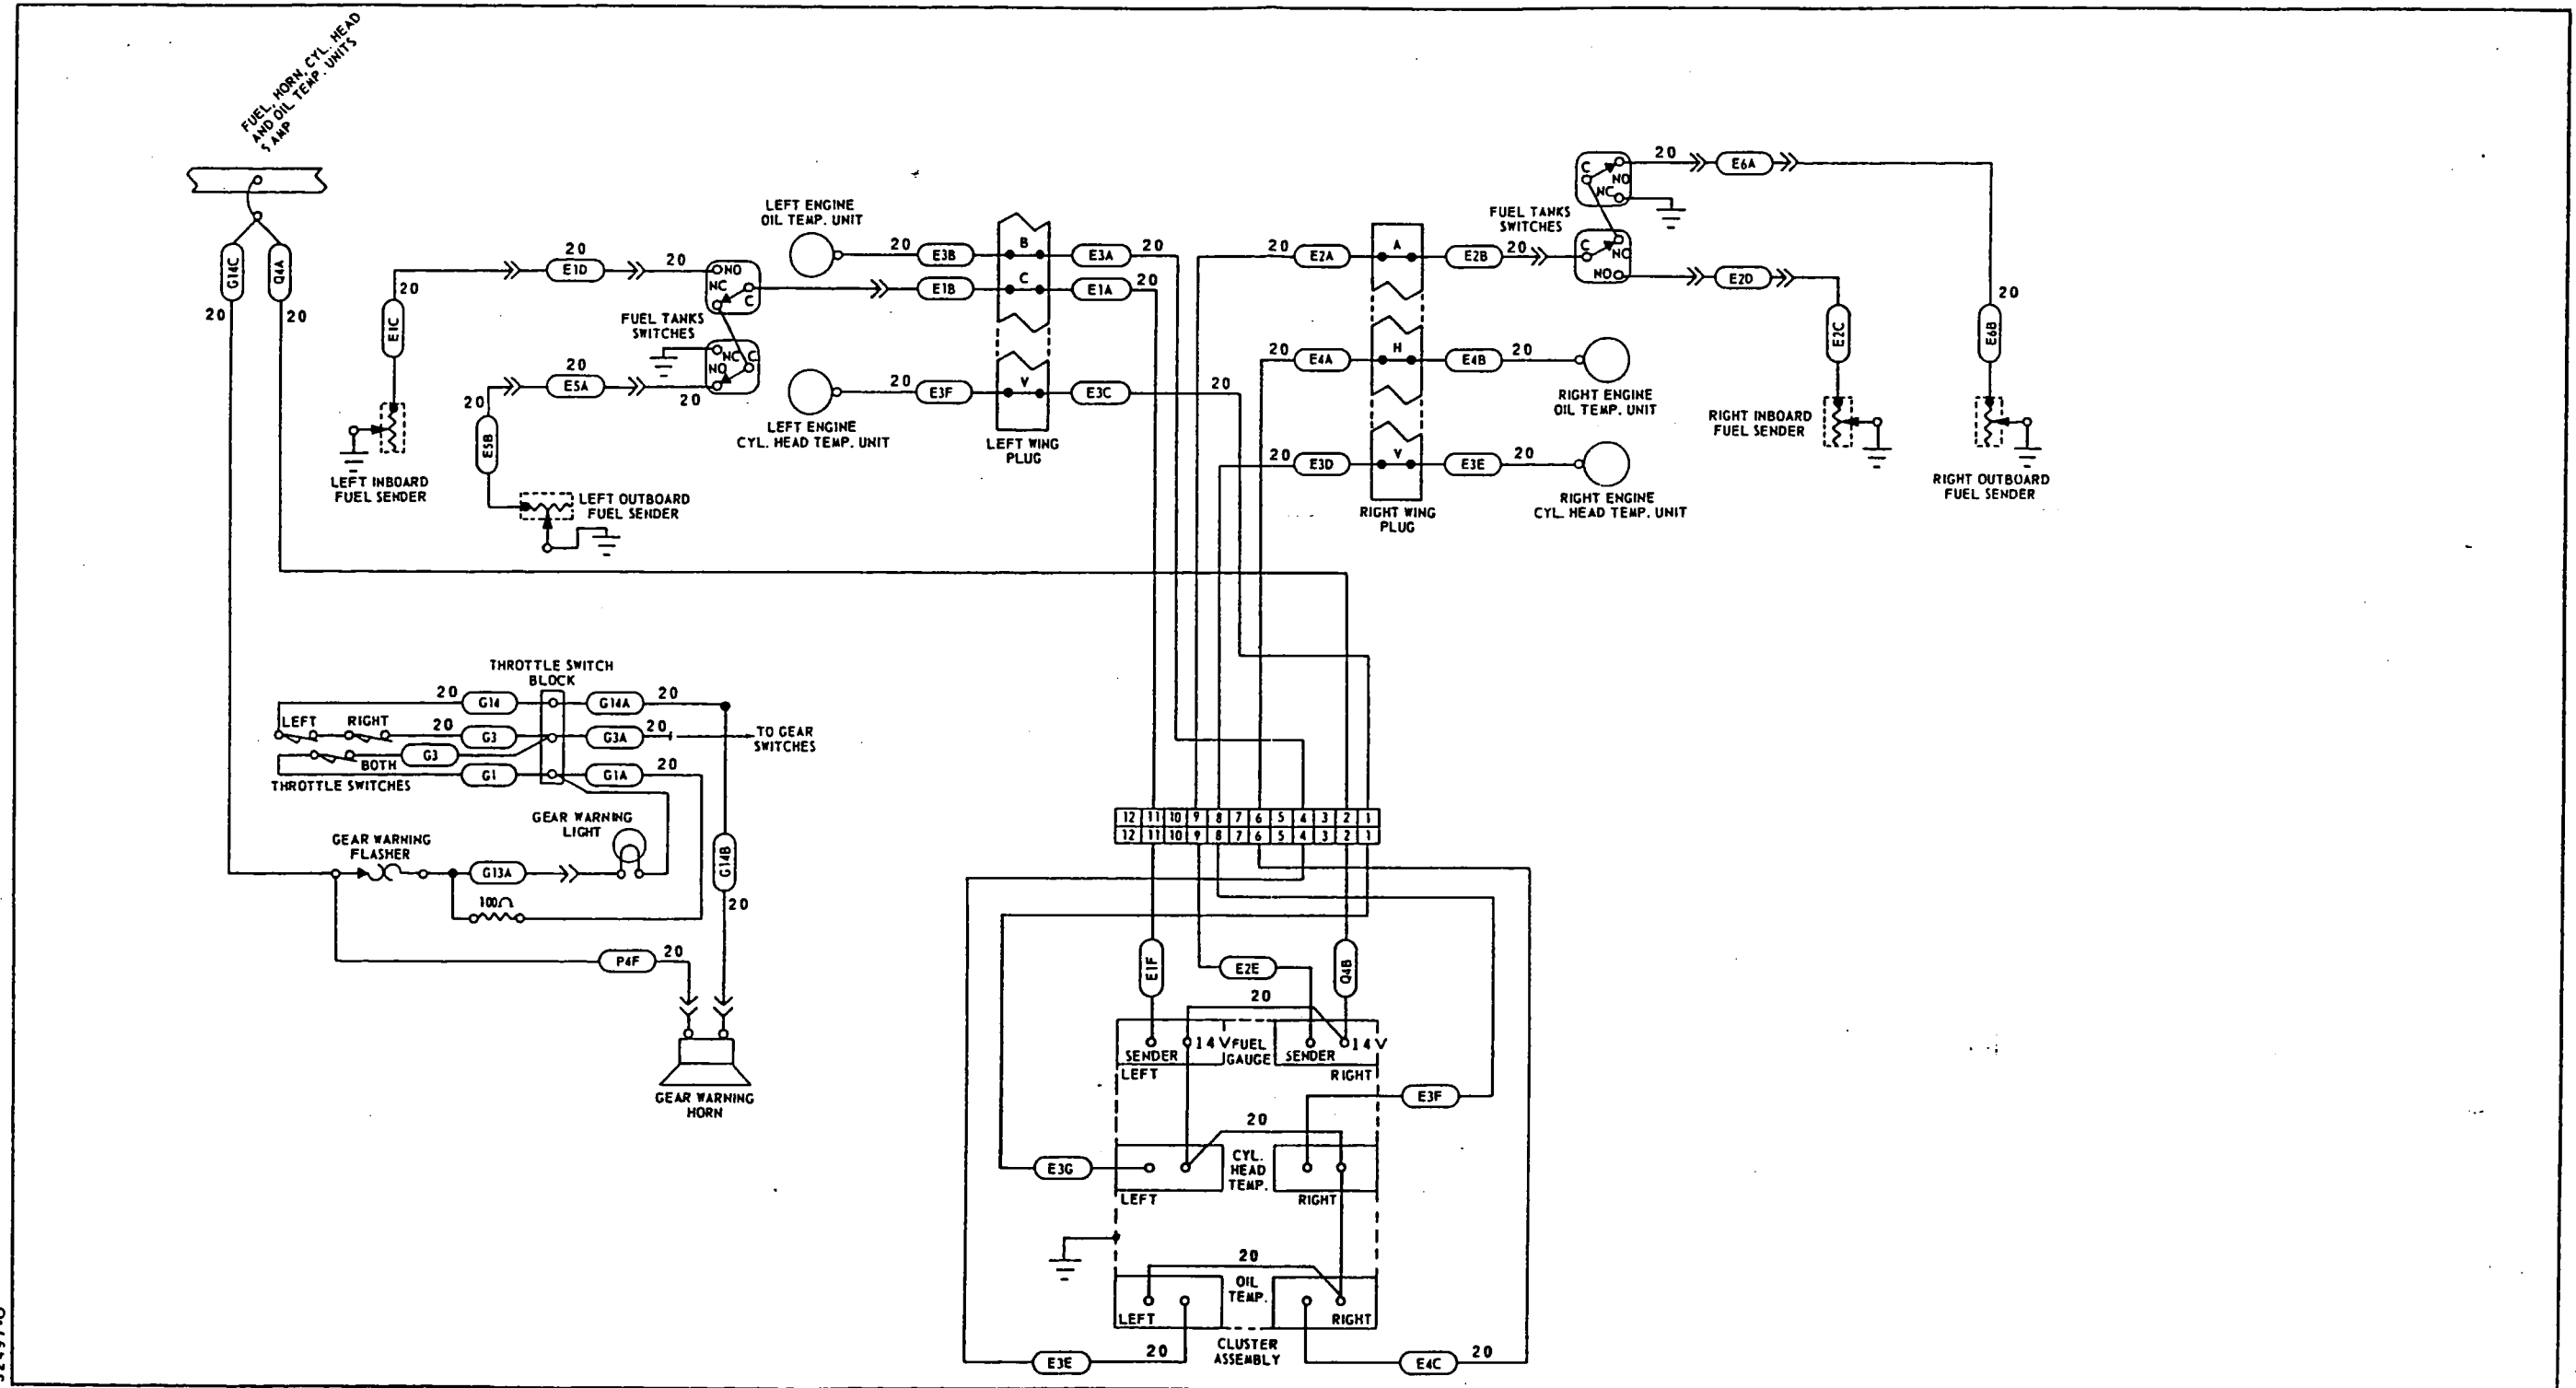 FUEL, HORN, CYL. HEAD
AND OIL TEMP. UNITS
5 AMP
G14C
Q4A
20
20
E1C
20
20
E1D
20
NO
NC
C
FUEL TANKS
SWITCHES
NC
C
NO
20
E5A
20
20
E5B
LEFT INBOARD
FUEL SENDER
LEFT OUTBOARD
FUEL SENDER
LEFT ENGINE
OIL TEMP. UNIT
20
E3B
B
E3A
20
E1B
C
E1A
20
LEFT ENGINE
CYL. HEAD TEMP. UNIT
20
E3F
V
E3C
20
LEFT WING
PLUG
20
E2A
A
E2B
20
20
E4A
H
E4B
20
20
E3D
V
E3E
20
RIGHT WING
PLUG
RIGHT ENGINE
OIL TEMP. UNIT
RIGHT ENGINE
CYL. HEAD TEMP. UNIT
FUEL TANKS
SWITCHES
C
NO
NC
C
NO
NO
20
E6A
E2D
20
E2C
E6B
RIGHT INBOARD
FUEL SENDER
RIGHT OUTBOARD
FUEL SENDER
THROTTLE SWITCH
BLOCK
20
G14
G14A
20
LEFT
RIGHT
20
G3
G3A
20
TO GEAR
SWITCHES
G3
BOTH
G1
G1A
20
THROTTLE SWITCHES
GEAR WARNING
FLASHER
GEAR WARNING
LIGHT
G13A
100Ω
G14B
20
P4F
20
GEAR WARNING
HORN
12 11 10 9 8 7 6 5 4 3 2 1
12 11 10 9 8 7 6 5 4 3 2 1
E1F
E2E
Q4B
20
SENDER
14 V
FUEL
GAUGE
SENDER
14 V
LEFT
RIGHT
E3F
20
E3G
CYL.
HEAD
TEMP.
LEFT
RIGHT
20
OIL
TEMP.
LEFT
RIGHT
CLUSTER
ASSEMBLY
E3E
20
E4C
20